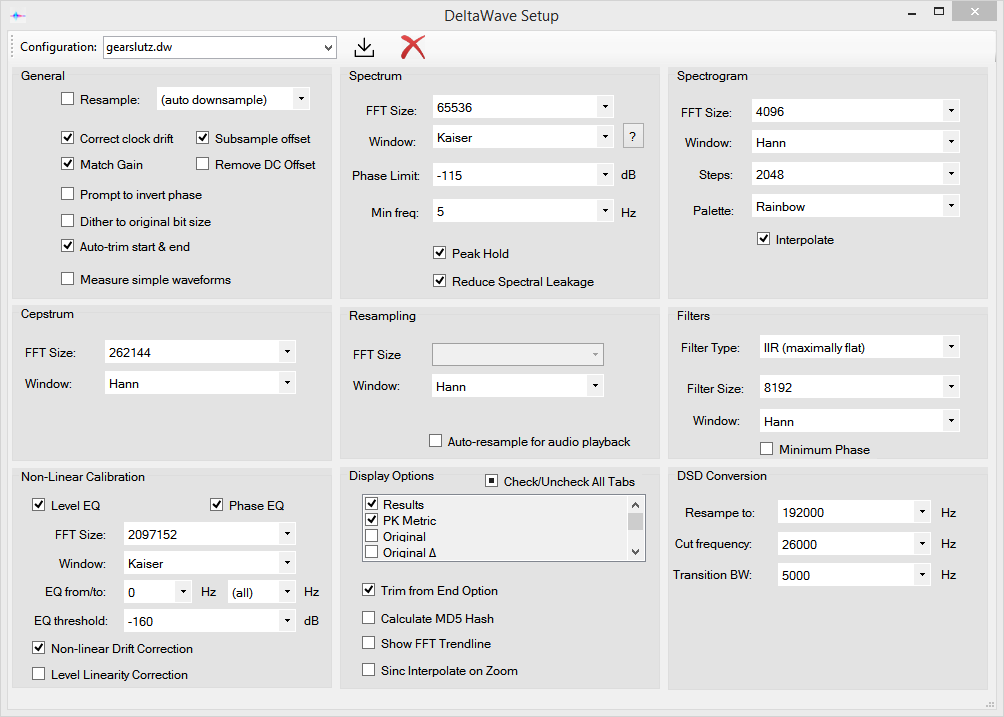 DeltaWave Setup
Configuration: gearslutz.dw
General
Resample: (auto downsample)
Correct clock drift Subsample offset
Match Gain Remove DC Offset
Prompt to invert phase
Dither to original bit size
Auto-trim start & end
Measure simple waveforms
Spectrum
FFT Size: 65536
Window: Kaiser ?
Phase Limit: -115 dB
Min freq: 5 Hz
Peak Hold
Reduce Spectral Leakage
Spectrogram
FFT Size: 4096
Window: Hann
Steps: 2048
Palette: Rainbow
Interpolate
Cepstrum
FFT Size: 262144
Window: Hann
Resampling
FFT Size
Window: Hann
Auto-resample for audio playback
Filters
Filter Type: IIR (maximally flat)
Filter Size: 8192
Window: Hann
Minimum Phase
Non-Linear Calibration
Level EQ Phase EQ
FFT Size: 2097152
Window: Kaiser
EQ from/to: 0 Hz (all) Hz
EQ threshold: -160 dB
Non-linear Drift Correction
Level Linearity Correction
Display Options Check/Uncheck All Tabs
Results
PK Metric
Original
Original Δ
Trim from End Option
Calculate MD5 Hash
Show FFT Trendline
Sinc Interpolate on Zoom
DSD Conversion
Resampe to: 192000 Hz
Cut frequency: 26000 Hz
Transition BW: 5000 Hz